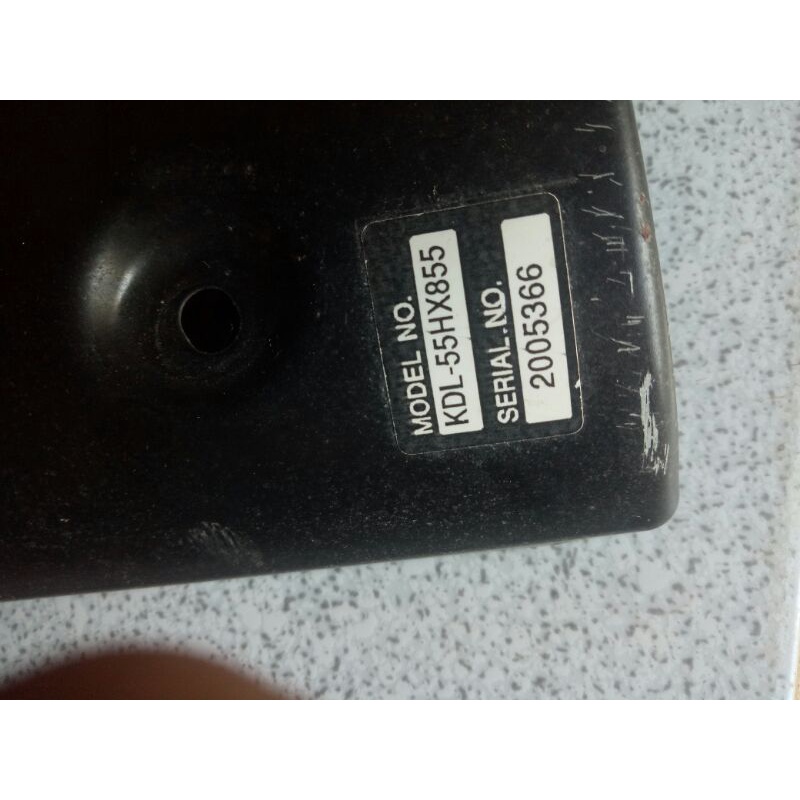 MODEL NO.
KDL-55HX855
SERIAL.NO.
2005366